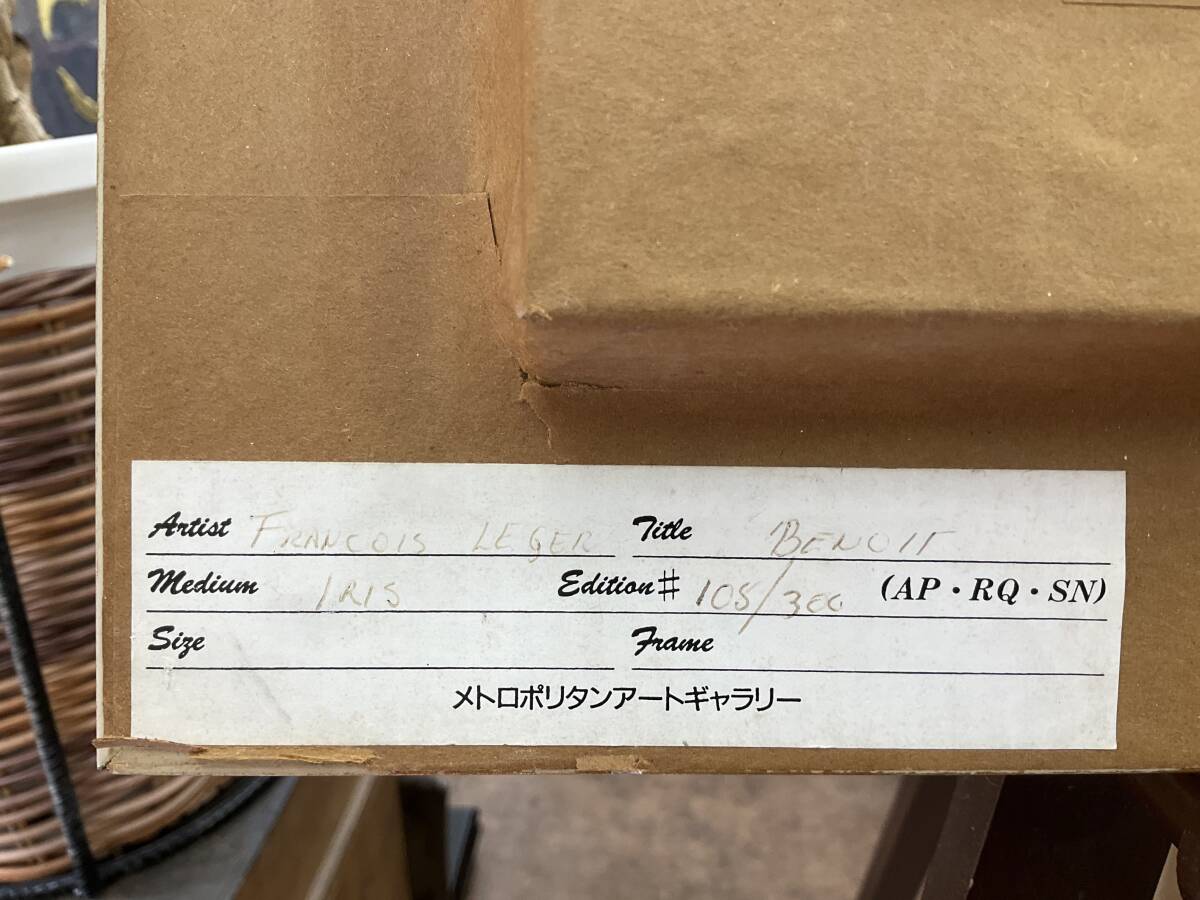 Artist FRANCOIS LEGER Title BENOIT
Medium IRIS Edition# 105/300 (AP・RQ・SN)
Size Frame
メトロポリタンアートギャラリー